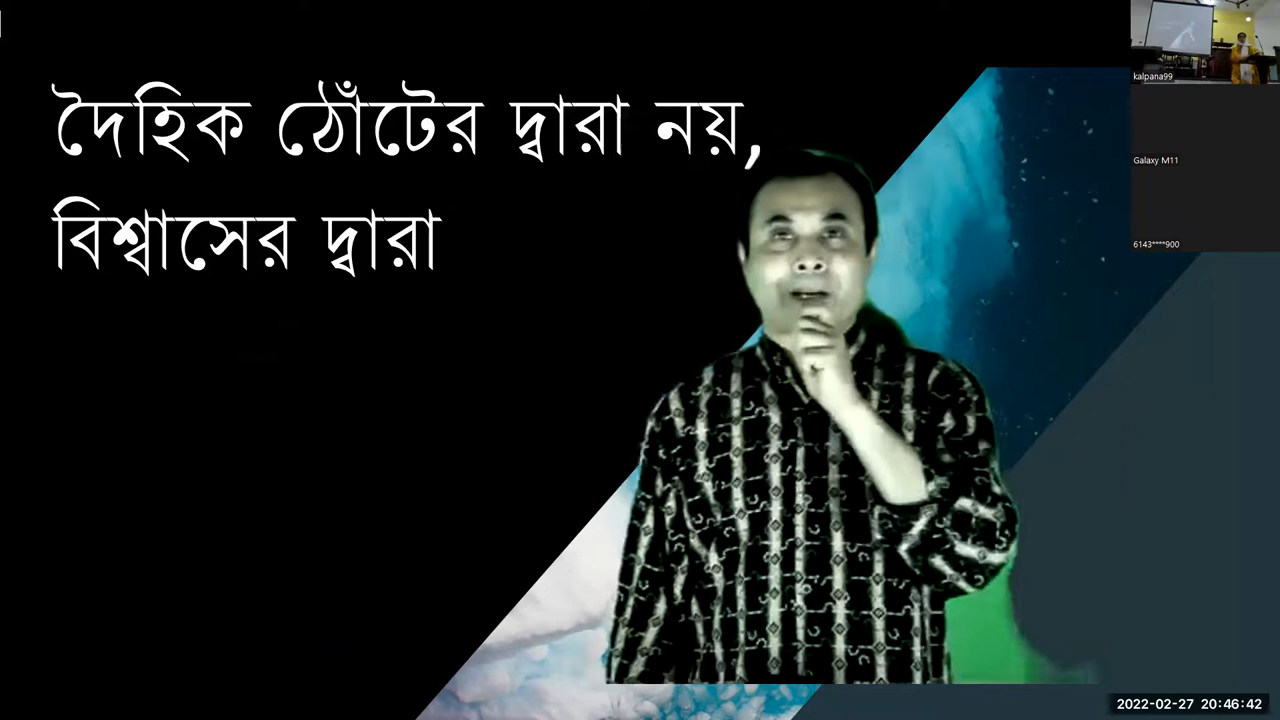 দৈহিক ঠোঁটের দ্বারা নয়,
বিশ্বাসের দ্বারা
kalpana99
Galaxy M11
6143****900
2022-02-27 20:46:42